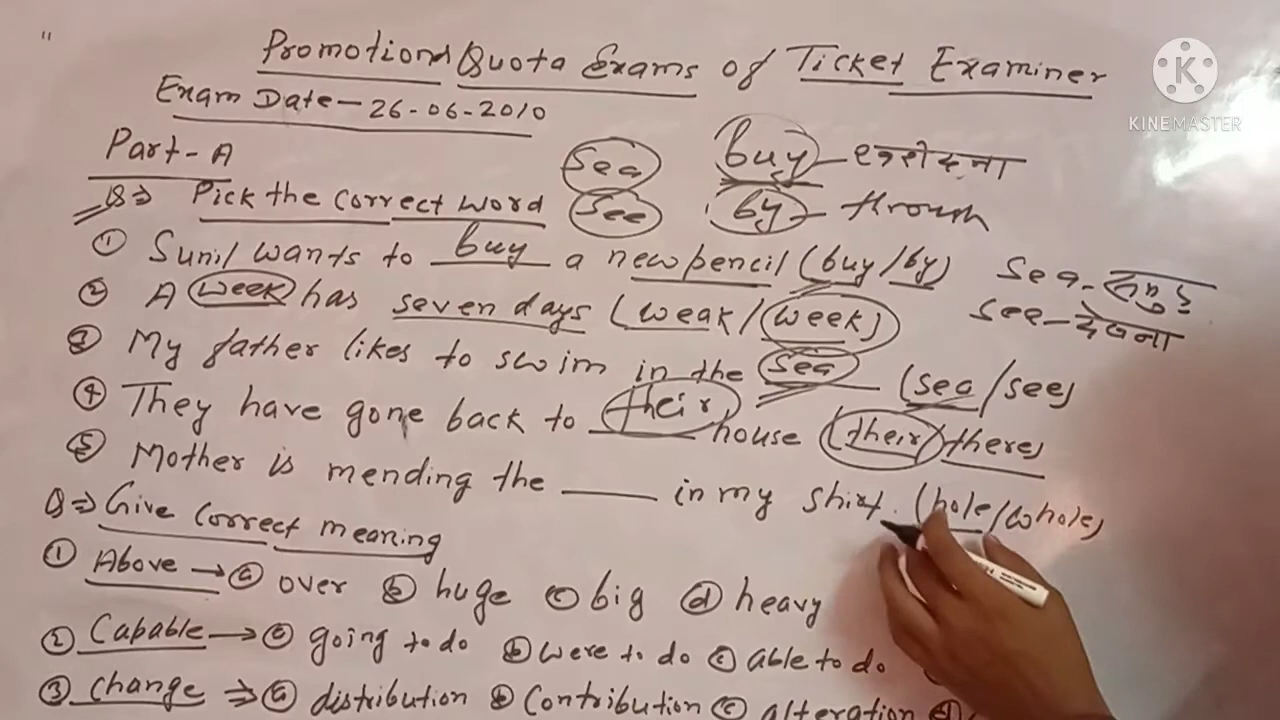 Promotion Quota Exams of Ticket Examiner
K
KINEMASTER
Exam Date - 26-06-2010
Part-A
sea buy - खरीदना
Q⇒ Pick the correct word see by - through
① Sunil wants to buy a new pencil (buy/by) sea - समुद्र
② A week has seven days (weak/week) see - देखना
③ My father likes to swim in the sea (sea/see)
④ They have gone back to their house (their/there)
⑤ Mother is mending the ____ in my shirt. (hole/whole)
Q⇒ Give correct meaning
① Above → ⓐ over ⓑ huge ⓒ big ⓓ heavy
② Capable → ⓐ going to do ⓑ were to do ⓒ able to do
③ change ⇒ ⓐ distribution ⓑ contribution ⓒ alteration ⓓ